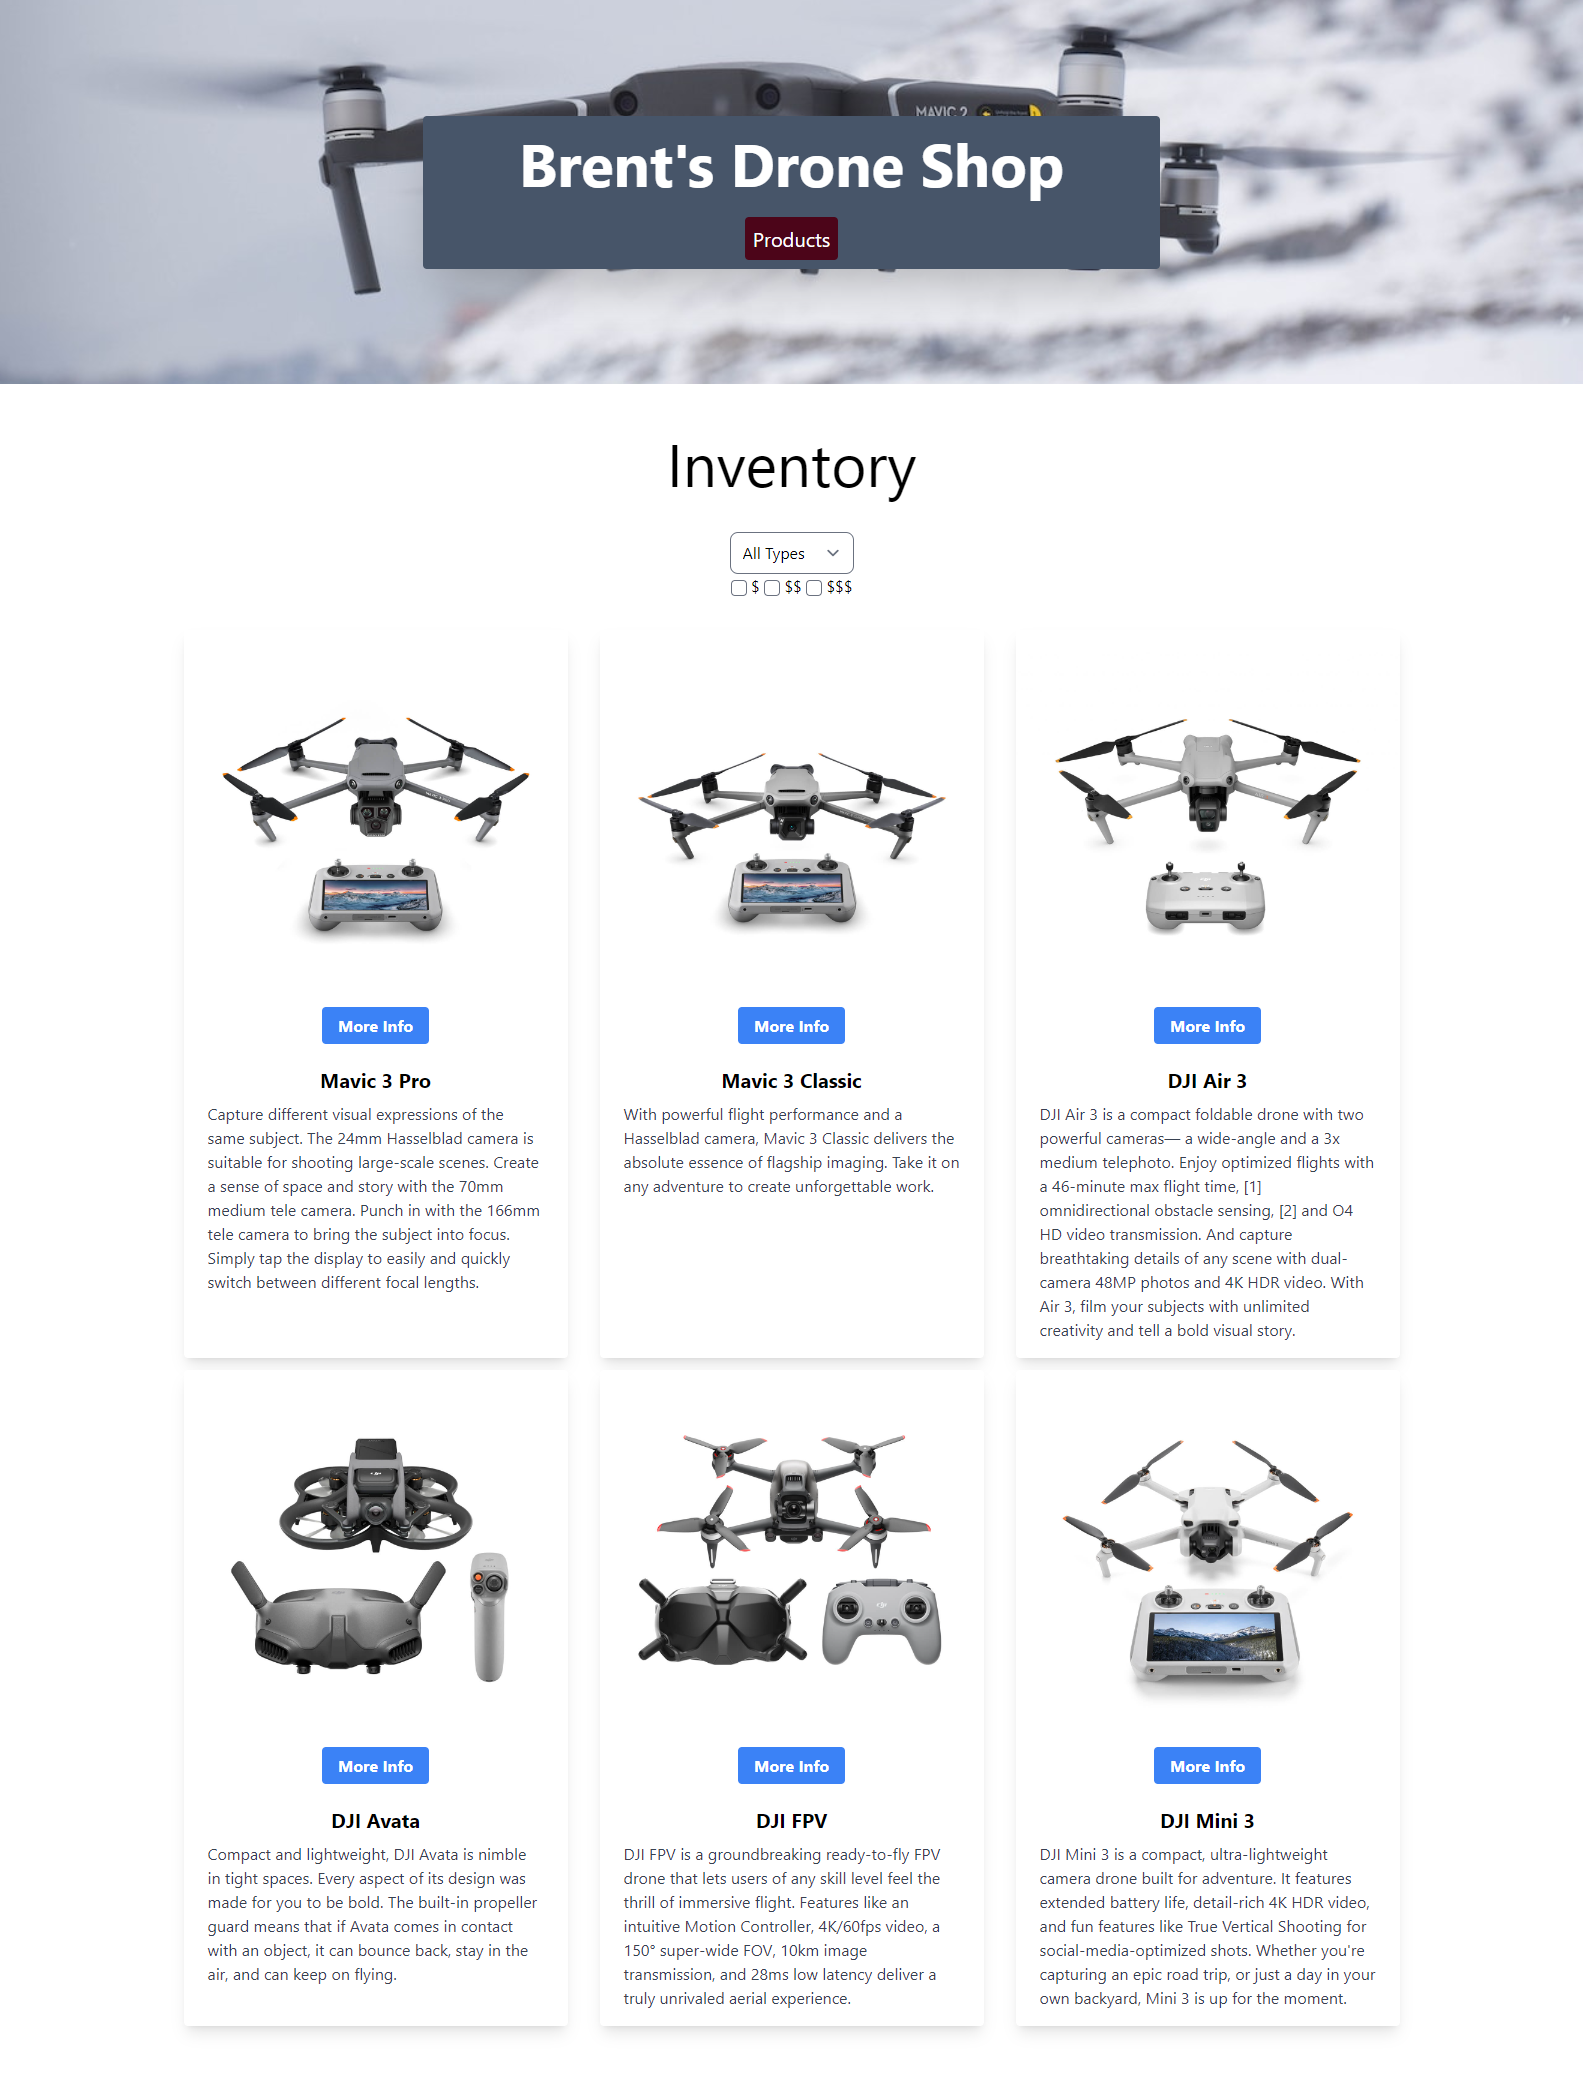 MAVIC 2
Brent's Drone Shop
Products
Inventory
All Types
$ $$ $$$
More Info
Mavic 3 Pro
Capture different visual expressions of the
same subject. The 24mm Hasselblad camera is
suitable for shooting large-scale scenes. Create
a sense of space and story with the 70mm
medium tele camera. Punch in with the 166mm
tele camera to bring the subject into focus.
Simply tap the display to easily and quickly
switch between different focal lengths.
More Info
Mavic 3 Classic
With powerful flight performance and a
Hasselblad camera, Mavic 3 Classic delivers the
absolute essence of flagship imaging. Take it on
any adventure to create unforgettable work.
More Info
DJI Air 3
DJI Air 3 is a compact foldable drone with two
powerful cameras— a wide-angle and a 3x
medium telephoto. Enjoy optimized flights with
a 46-minute max flight time, [1]
omnidirectional obstacle sensing, [2] and O4
HD video transmission. And capture
breathtaking details of any scene with dual-
camera 48MP photos and 4K HDR video. With
Air 3, film your subjects with unlimited
creativity and tell a bold visual story.
More Info
DJI Avata
Compact and lightweight, DJI Avata is nimble
in tight spaces. Every aspect of its design was
made for you to be bold. The built-in propeller
guard means that if Avata comes in contact
with an object, it can bounce back, stay in the
air, and can keep on flying.
More Info
DJI FPV
DJI FPV is a groundbreaking ready-to-fly FPV
drone that lets users of any skill level feel the
thrill of immersive flight. Features like an
intuitive Motion Controller, 4K/60fps video, a
150° super-wide FOV, 10km image
transmission, and 28ms low latency deliver a
truly unrivaled aerial experience.
More Info
DJI Mini 3
DJI Mini 3 is a compact, ultra-lightweight
camera drone built for adventure. It features
extended battery life, detail-rich 4K HDR video,
and fun features like True Vertical Shooting for
social-media-optimized shots. Whether you're
capturing an epic road trip, or just a day in your
own backyard, Mini 3 is up for the moment.